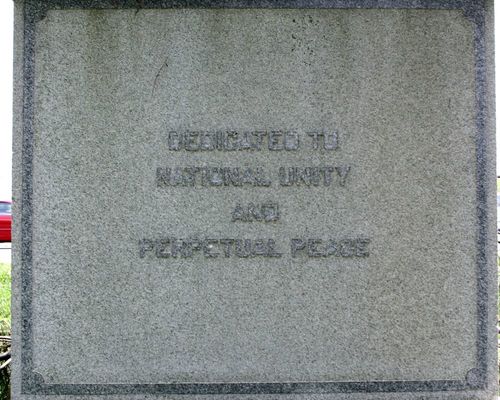 DEDICATED TO
NATIONAL UNITY
AND
PERPETUAL PEACE